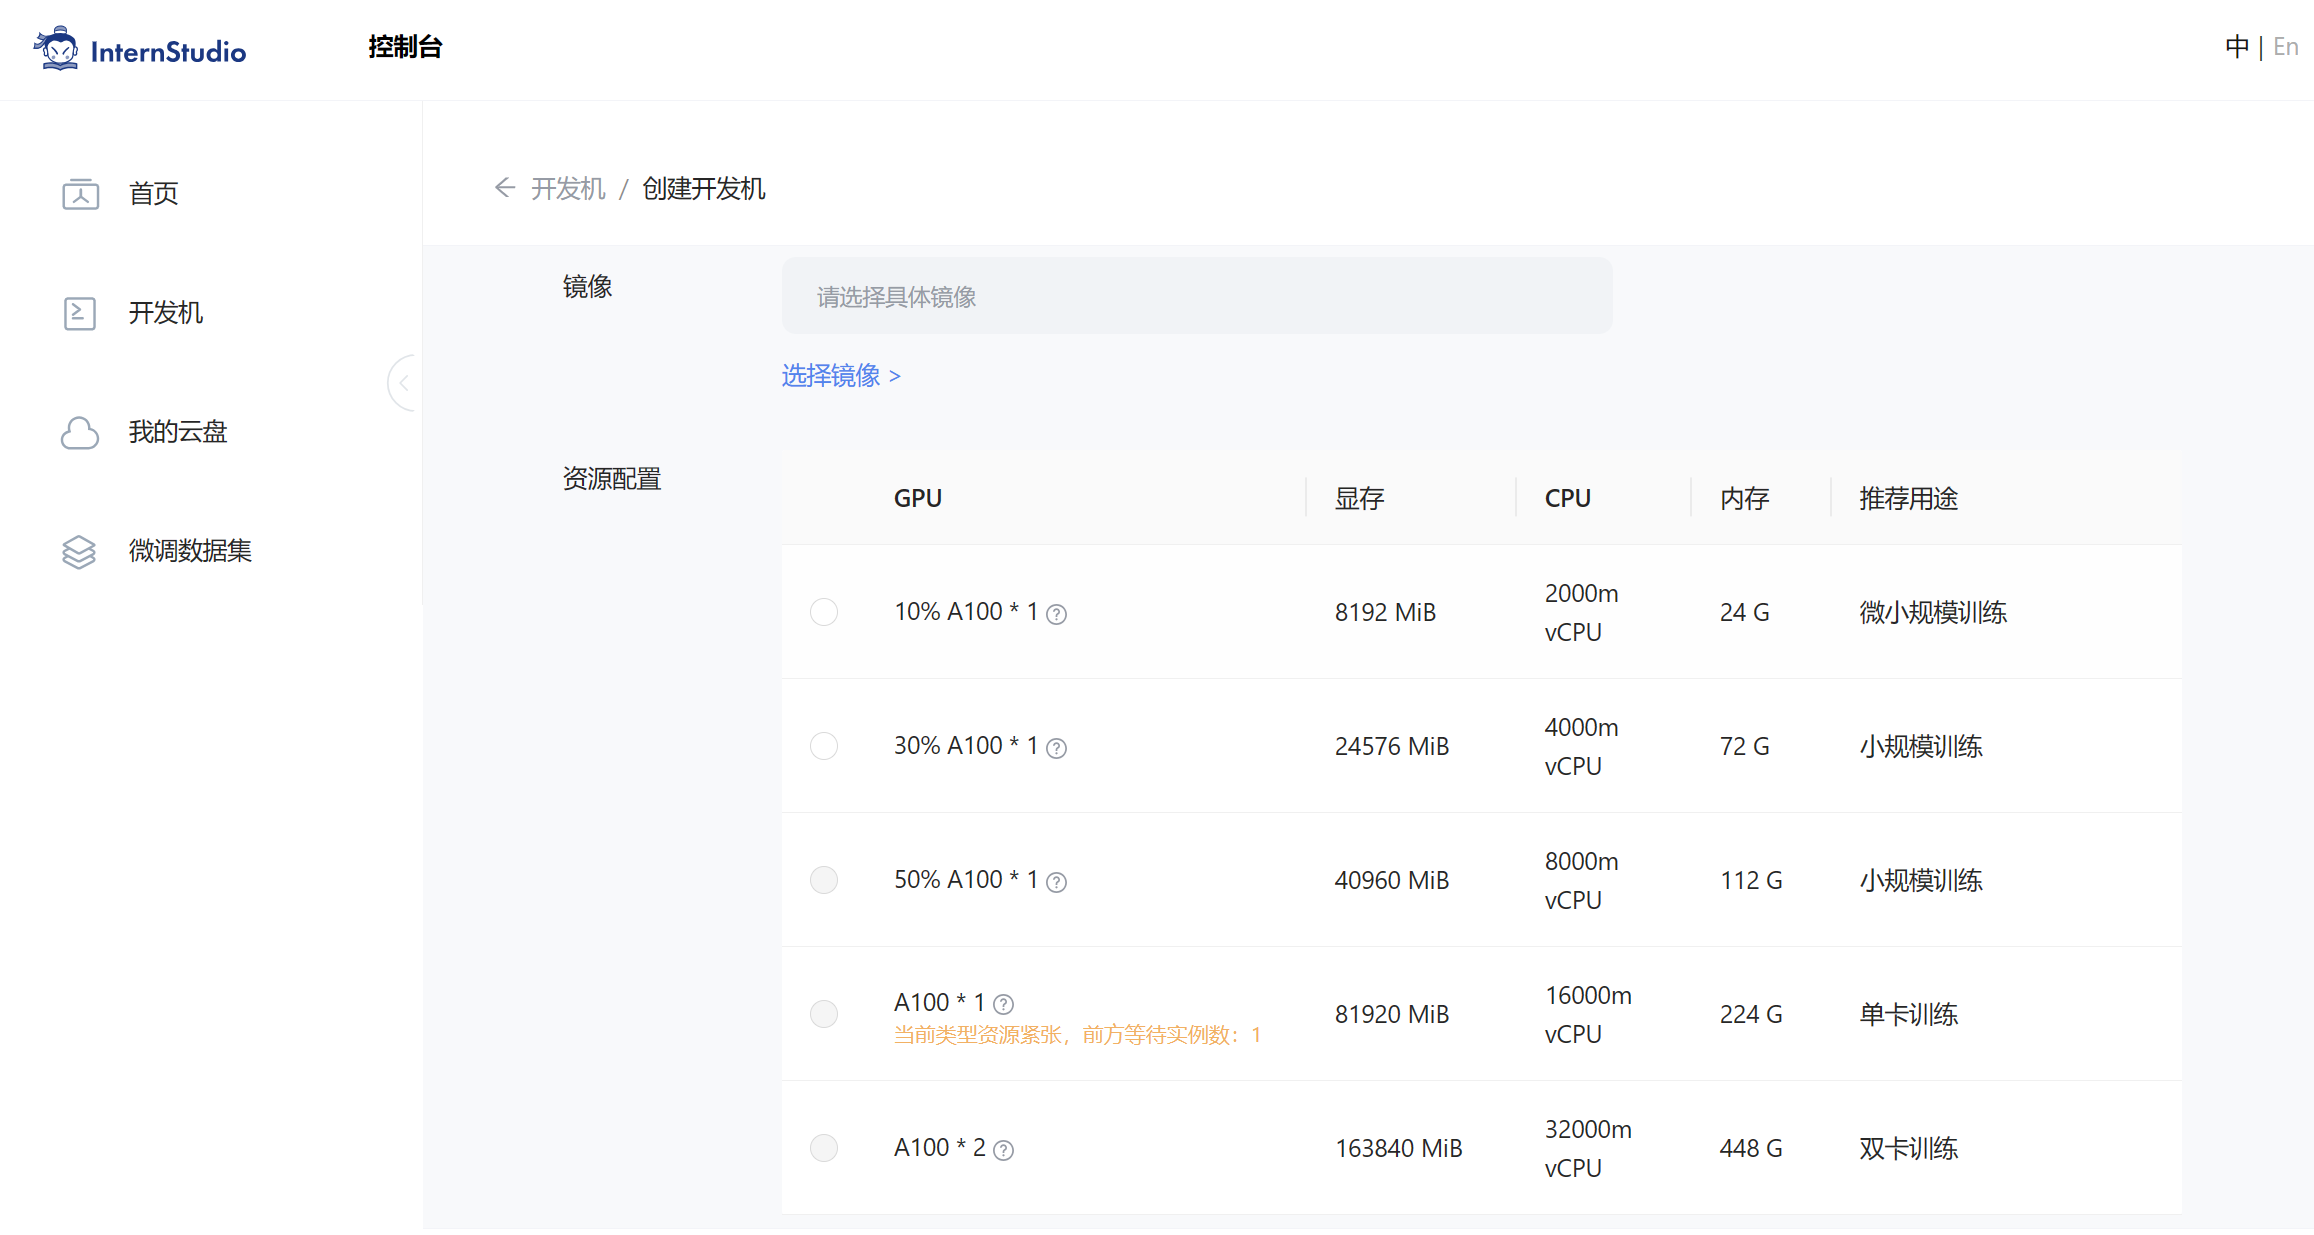 InternStudio
控制台
中 | En
首页
开发机
我的云盘
微调数据集
开发机 / 创建开发机
镜像
请选择具体镜像
选择镜像 >
资源配置
GPU 显存 CPU 内存 推荐用途
10% A100 * 1 8192 MiB 2000m vCPU 24 G 微小规模训练
30% A100 * 1 24576 MiB 4000m vCPU 72 G 小规模训练
50% A100 * 1 40960 MiB 8000m vCPU 112 G 小规模训练
A100 * 1 81920 MiB 16000m vCPU 224 G 单卡训练
当前类型资源紧张，前方等待实例数：1
A100 * 2 163840 MiB 32000m vCPU 448 G 双卡训练